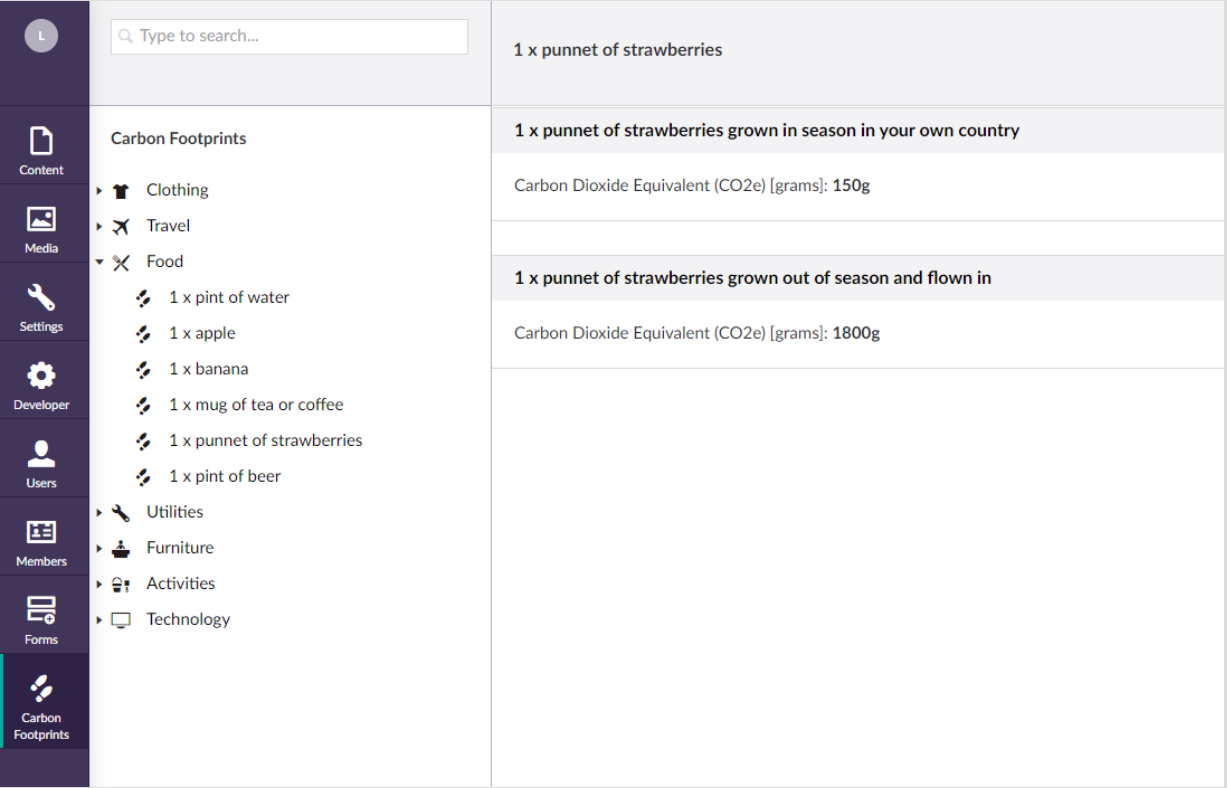 L
Type to search...
1 x punnet of strawberries
Content
Media
Settings
Developer
Users
Members
Forms
Carbon
Footprints
Carbon Footprints
Clothing
Travel
Food
1 x pint of water
1 x apple
1 x banana
1 x mug of tea or coffee
1 x punnet of strawberries
1 x pint of beer
Utilities
Furniture
Activities
Technology
1 x punnet of strawberries grown in season in your own country
Carbon Dioxide Equivalent (CO2e) [grams]: 150g
1 x punnet of strawberries grown out of season and flown in
Carbon Dioxide Equivalent (CO2e) [grams]: 1800g